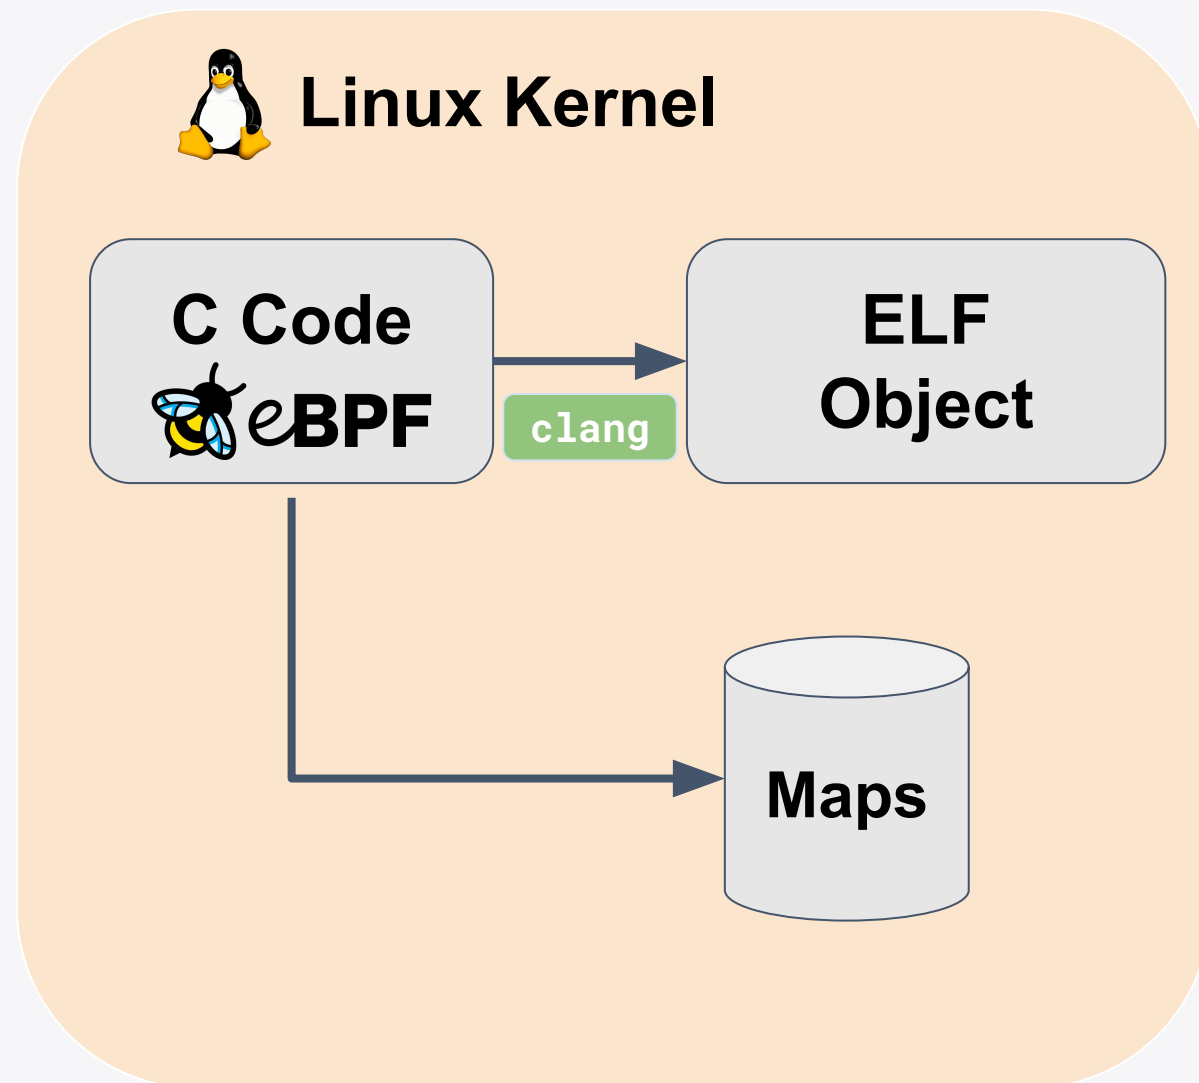 Linux Kernel
C Code
eBPF
clang
ELF
Object
Maps